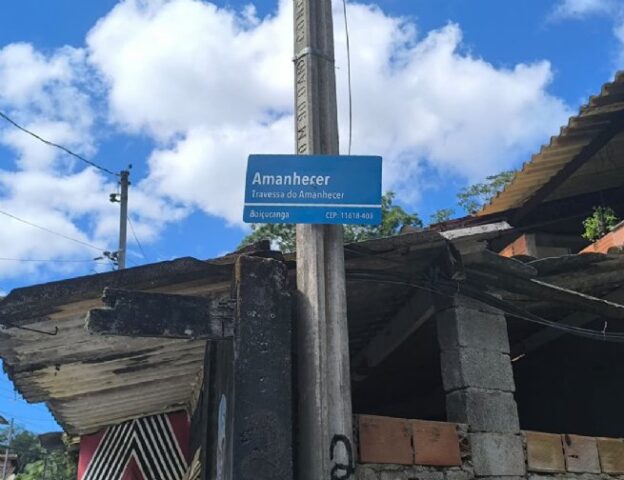 Amanhecer
Travessa do Amanhecer
Boiçucanga CEP: 11618-403